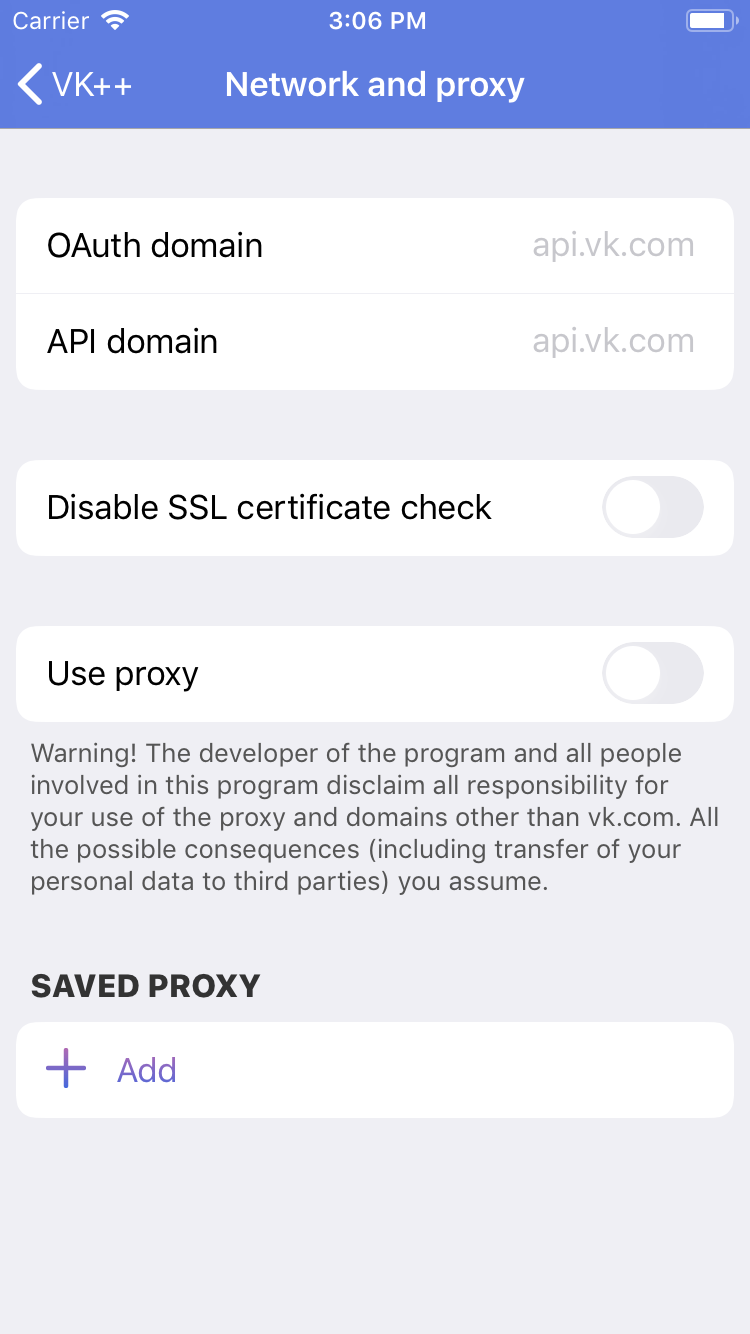 Carrier 3:06 PM
VK++ Network and proxy
OAuth domain api.vk.com
API domain api.vk.com
Disable SSL certificate check
Use proxy
Warning! The developer of the program and all people
involved in this program disclaim all responsibility for
your use of the proxy and domains other than vk.com. All
the possible consequences (including transfer of your
personal data to third parties) you assume.
SAVED PROXY
Add